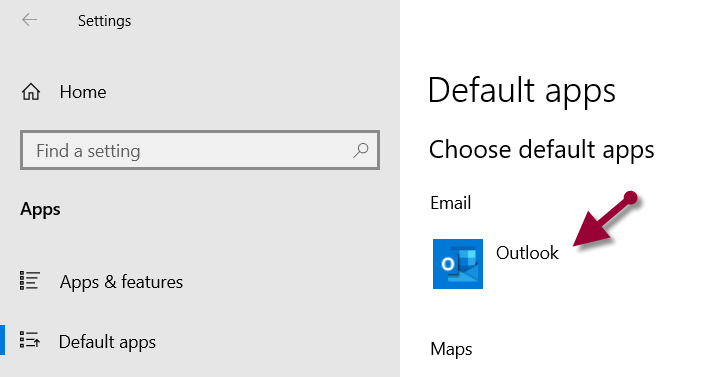 Settings
Home
Find a setting
Apps
Apps & features
Default apps
Default apps
Choose default apps
Email
Outlook
Maps